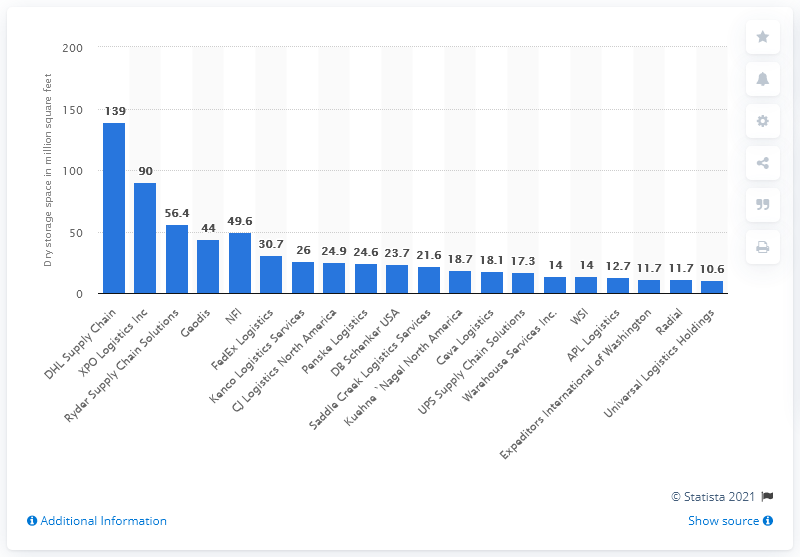 200
150
100
50
0
Dry storage space in million square feet
139
90
56.4
44
49.6
30.7
26
24.9
24.6
23.7
21.6
18.7
18.1
17.3
14
14
12.7
11.7
11.7
10.6
DHL Supply Chain
XPO Logistics Inc
Ryder Supply Chain Solutions
Geodis
NFI
FedEx Logistics
Kenco Logistics Services
CJ Logistics North America
Penske Logistics
DB Schenker USA
Saddle Creek Logistics Services
Kuehne `Nagel North America
Ceva Logistics
UPS Supply Chain Solutions
Warehouse Services Inc.
WSI
APL Logistics
Expeditors International of Washington
Radial
Universal Logistics Holdings
© Statista 2021
Additional Information
Show source